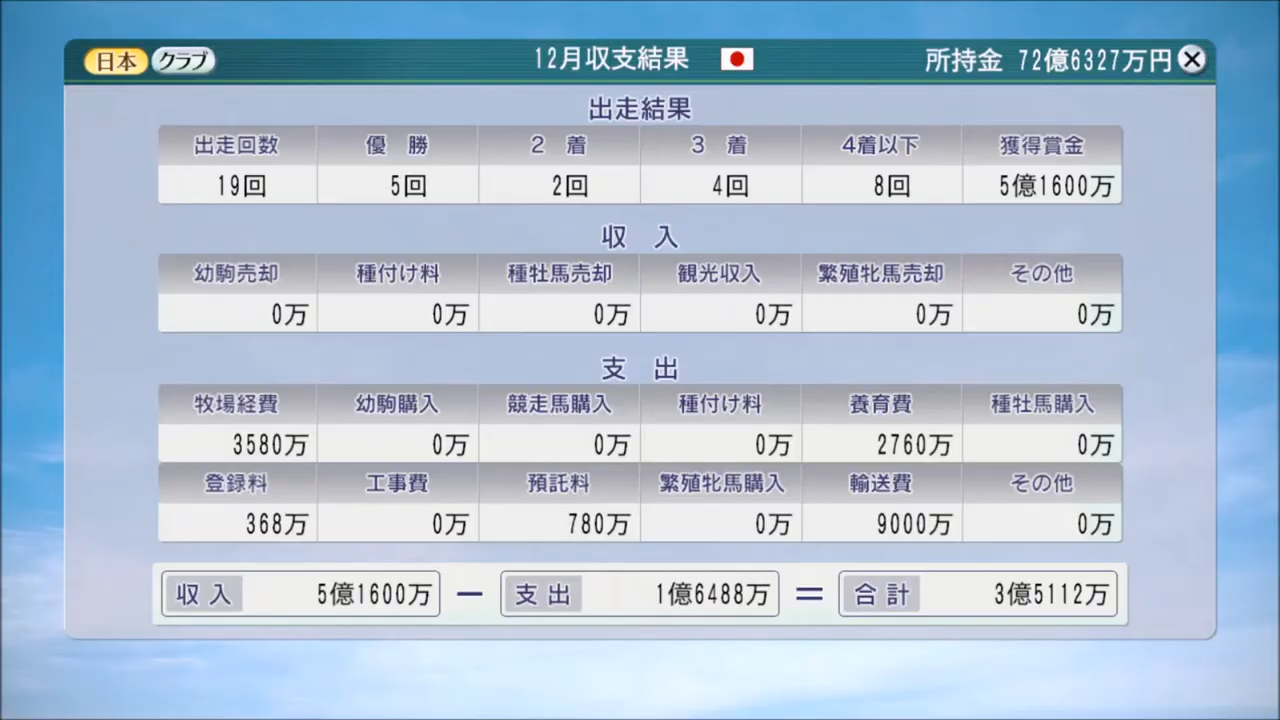 日本 クラブ 12月収支結果 所持金 72億6327万円
出走結果
出走回数 優 勝 2 着 3 着 4着以下 獲得賞金
19回 5回 2回 4回 8回 5億1600万
収 入
幼駒売却 種付け料 種牡馬売却 観光収入 繁殖牝馬売却 その他
0万 0万 0万 0万 0万 0万
支 出
牧場経費 幼駒購入 競走馬購入 種付け料 養育費 種牡馬購入
3580万 0万 0万 0万 2760万 0万
登録料 工事費 預託料 繁殖牝馬購入 輸送費 その他
368万 0万 780万 0万 9000万 0万
収 入 5億1600万 － 支 出 1億6488万 ＝ 合 計 3億5112万